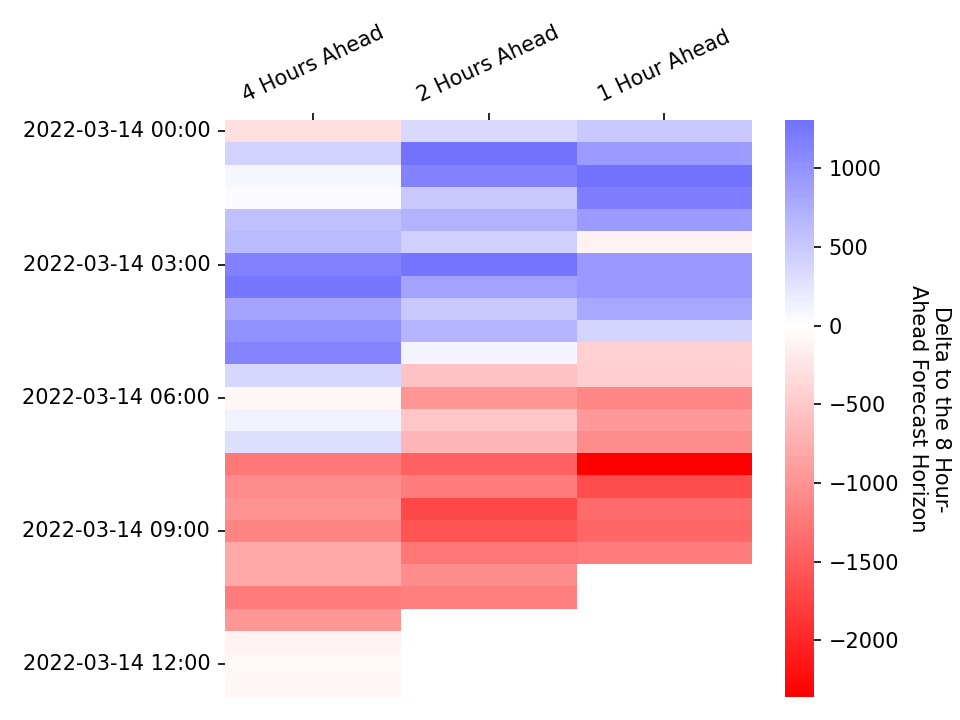 4 Hours Ahead
2 Hours Ahead
1 Hour Ahead
2022-03-14 00:00
2022-03-14 03:00
2022-03-14 06:00
2022-03-14 09:00
2022-03-14 12:00
1000
500
0
−500
−1000
−1500
−2000
Delta to the 8 Hour-
Ahead Forecast Horizon